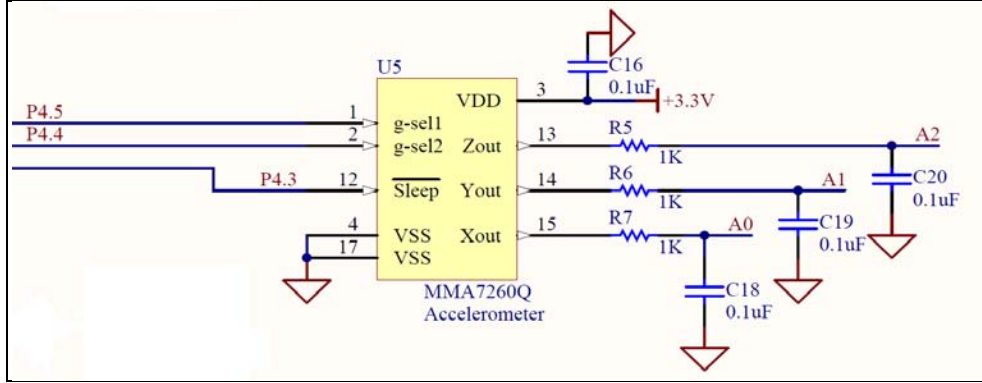 U5
C16
0.1uF
+3.3V
P4.5
P4.4
P4.3
1
2
12
4
17
g-sel1
g-sel2
Sleep
VSS
VSS
VDD
Zout
Yout
Xout
3
13
14
15
R5
1K
R6
1K
R7
1K
A2
A1
A0
C20
0.1uF
C19
0.1uF
C18
0.1uF
MMA7260Q
Accelerometer